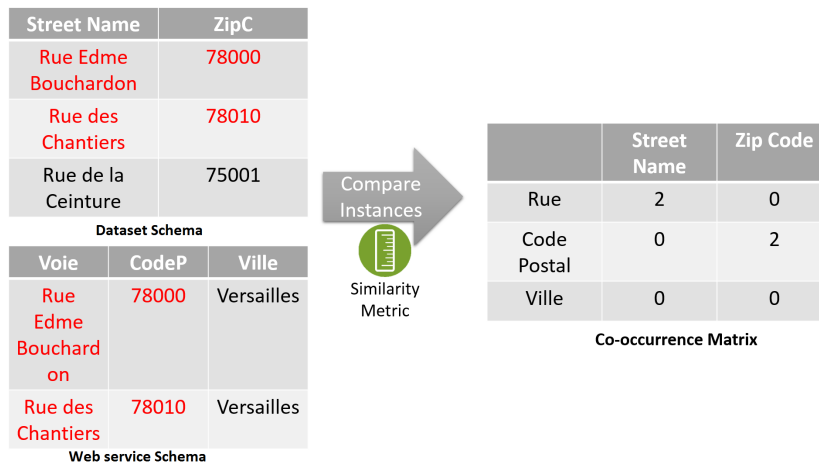 Street Name ZipC
Rue Edme 78000
Bouchardon
Rue des 78010
Chantiers
Rue de la 75001
Ceinture
Dataset Schema
Voie CodeP Ville
Rue 78000 Versailles
Edme
Bouchard
on
Rue des 78010 Versailles
Chantiers
Web service Schema
Compare
Instances
Similarity
Metric
Street Zip Code
Name
Rue 2 0
Code 0 2
Postal
Ville 0 0
Co-occurrence Matrix